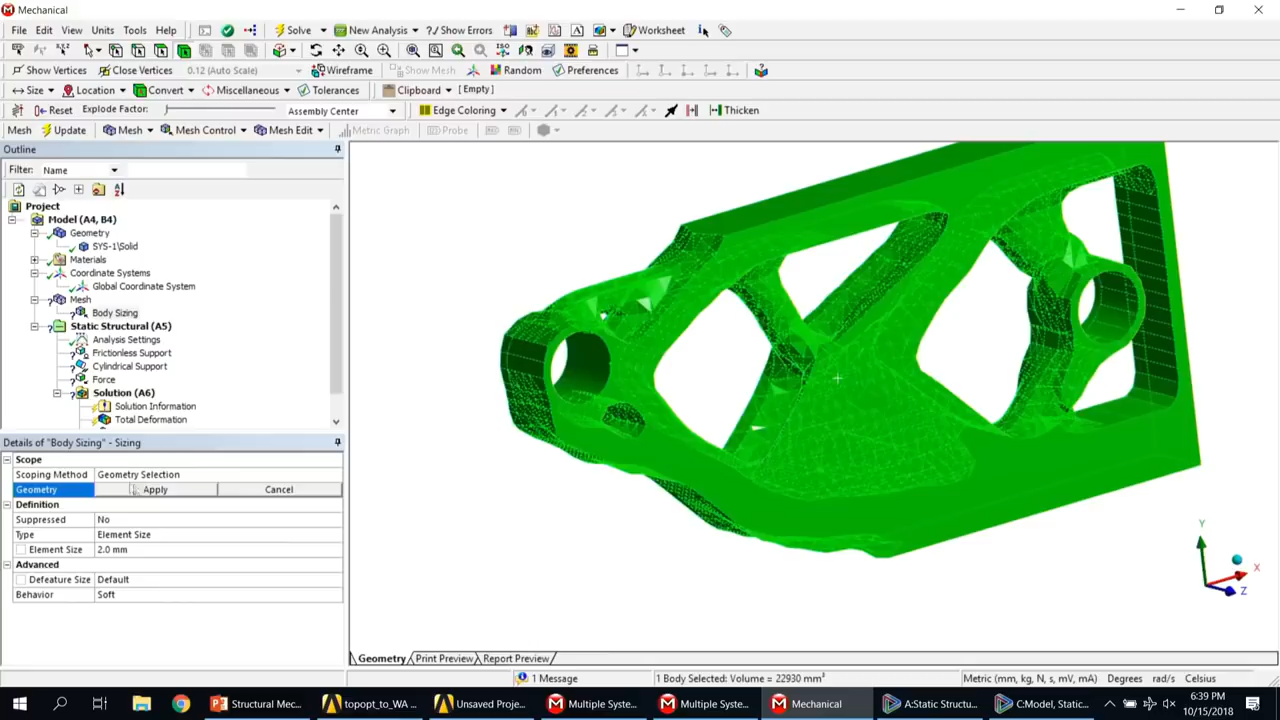 Mechanical
File Edit View Units Tools Help Solve New Analysis ?/ Show Errors Worksheet
Show Vertices Close Vertices 0.12 (Auto Scale) Wireframe Show Mesh Random Preferences
Size Location Convert Miscellaneous Tolerances Clipboard [Empty]
Reset Explode Factor: Assembly Center Edge Coloring Thicken
Mesh Update Mesh Mesh Control Mesh Edit Metric Graph Probe
Outline
Filter: Name
Project
Model (A4, B4)
Geometry
SYS-1\Solid
Materials
Coordinate Systems
Global Coordinate System
Mesh
Body Sizing
Static Structural (A5)
Analysis Settings
Frictionless Support
Cylindrical Support
Force
Solution (A6)
Solution Information
Total Deformation
Details of "Body Sizing" - Sizing
Scope
Scoping Method Geometry Selection
Geometry Apply Cancel
Definition
Suppressed No
Type Element Size
Element Size 2.0 mm
Advanced
Defeature Size Default
Behavior Soft
Y
X
Z
Geometry Print Preview Report Preview
1 Message 1 Body Selected: Volume = 22930 mm³ Metric (mm, kg, N, s, mV, mA) Degrees rad/s Celsius
Structural Mec... topopt_to_WA ... Unsaved Proje... Multiple Syste... Multiple Syste... Mechanical A:Static Structu... C:Model, Static... 6:39 PM
10/15/2018